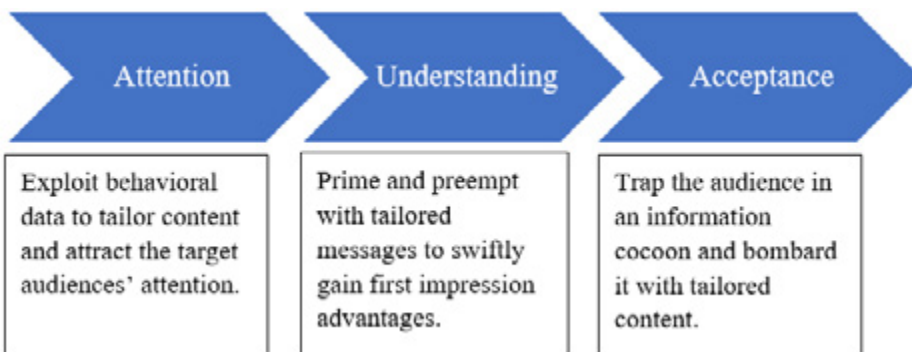 Attention
Understanding
Acceptance
Exploit behavioral
data to tailor content
and attract the target
audiences’ attention.
Prime and preempt
with tailored
messages to swiftly
gain first impression
advantages.
Trap the audience in
an information
cocoon and bombard
it with tailored
content.